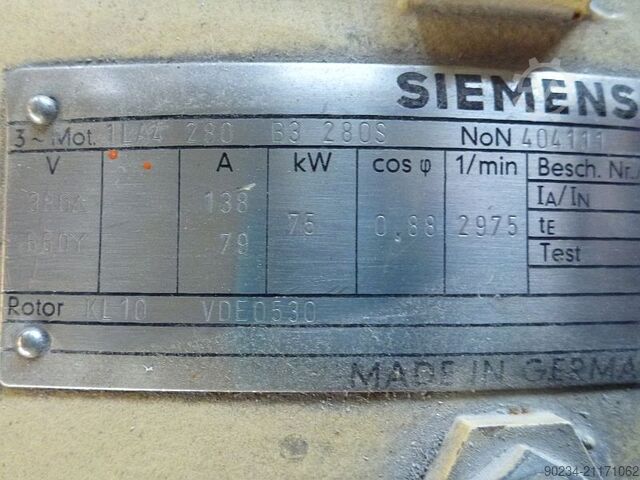 SIEMENS
3~Mot. 1LA4 280 B3 280S NoN 404111
V A kW cos φ 1/min Besch. Nr./
380Δ 138 75 0,88 2975 IA/IN
660Y 79 tE
Test
Rotor KL10 VDE0530
MADE IN GERMA
90234-21171062